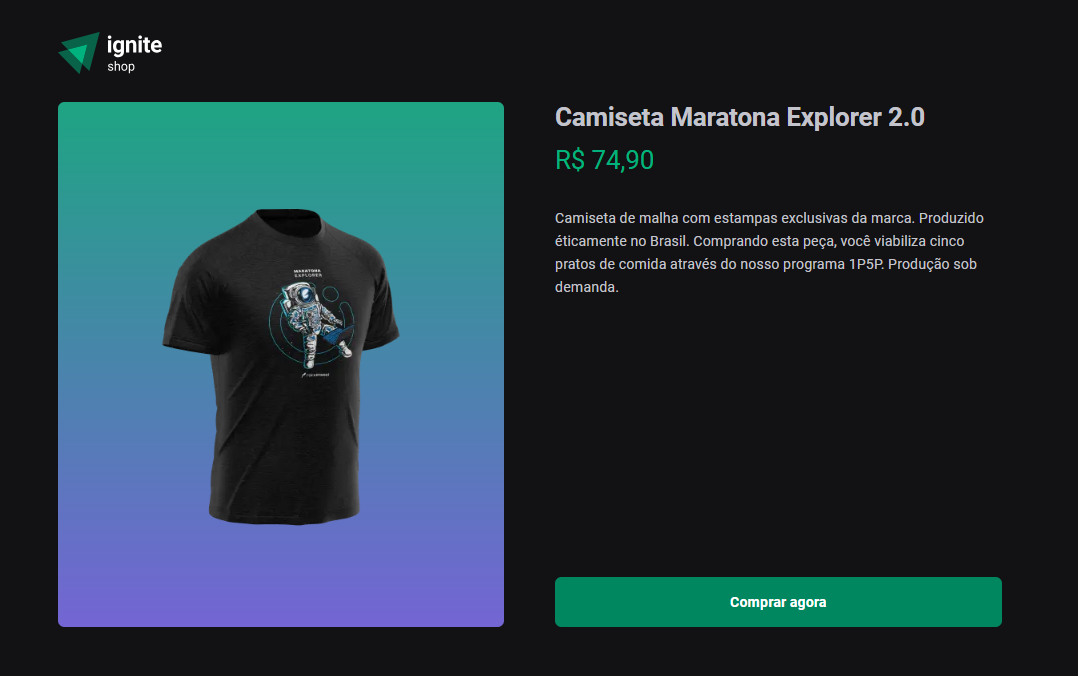 ignite
shop
Camiseta Maratona Explorer 2.0
R$ 74,90
Camiseta de malha com estampas exclusivas da marca. Produzido
éticamente no Brasil. Comprando esta peça, você viabiliza cinco
pratos de comida através do nosso programa 1P5P. Produção sob
demanda.
MARATONA
EXPLORER
Comprar agora